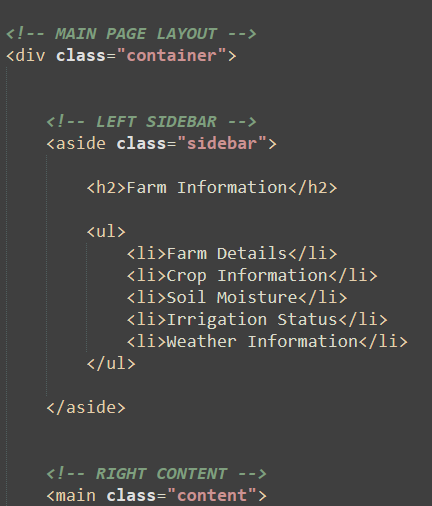 <!-- MAIN PAGE LAYOUT -->
<div class="container">
<!-- LEFT SIDEBAR -->
<aside class="sidebar">
<h2>Farm Information</h2>
<ul>
<li>Farm Details</li>
<li>Crop Information</li>
<li>Soil Moisture</li>
<li>Irrigation Status</li>
<li>Weather Information</li>
</ul>
</aside>
<!-- RIGHT CONTENT -->
<main class="content">